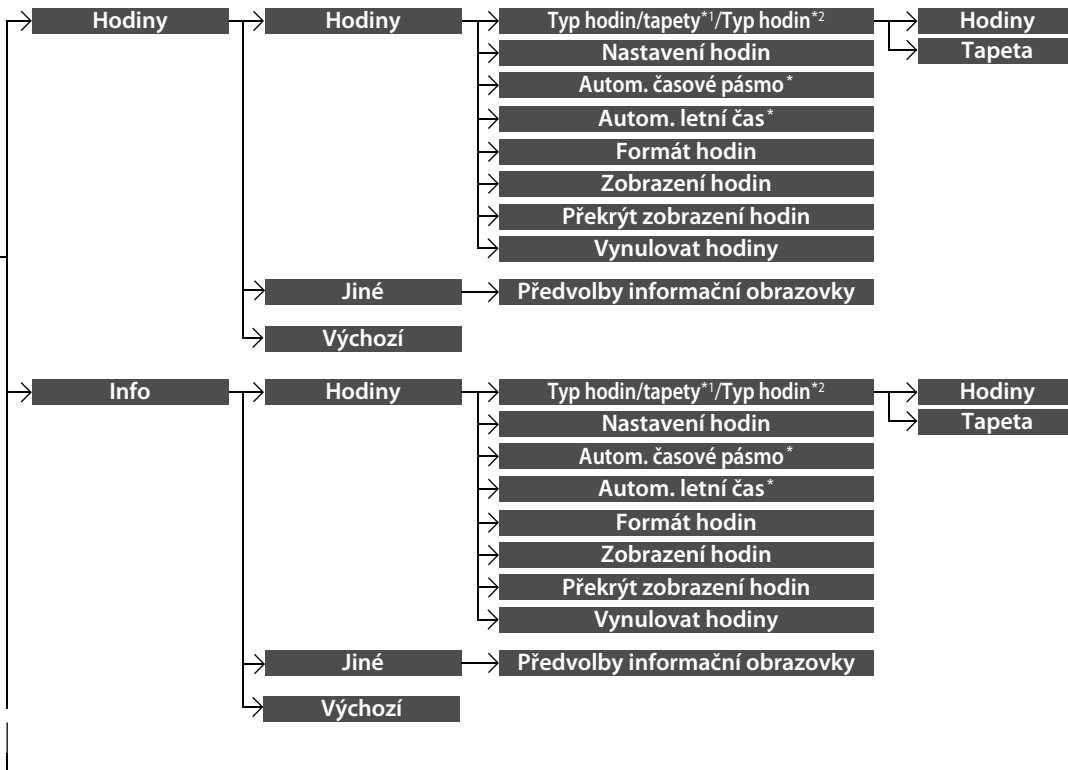 Hodiny Hodiny Typ hodin/tapety*1/Typ hodin*2 Hodiny
Nastavení hodin Tapeta
Autom. časové pásmo*
Autom. letní čas*
Formát hodin
Zobrazení hodin
Překrýt zobrazení hodin
Vynulovat hodiny
Jiné Předvolby informační obrazovky
Výchozí
Info Hodiny Typ hodin/tapety*1/Typ hodin*2 Hodiny
Nastavení hodin Tapeta
Autom. časové pásmo*
Autom. letní čas*
Formát hodin
Zobrazení hodin
Překrýt zobrazení hodin
Vynulovat hodiny
Jiné Předvolby informační obrazovky
Výchozí